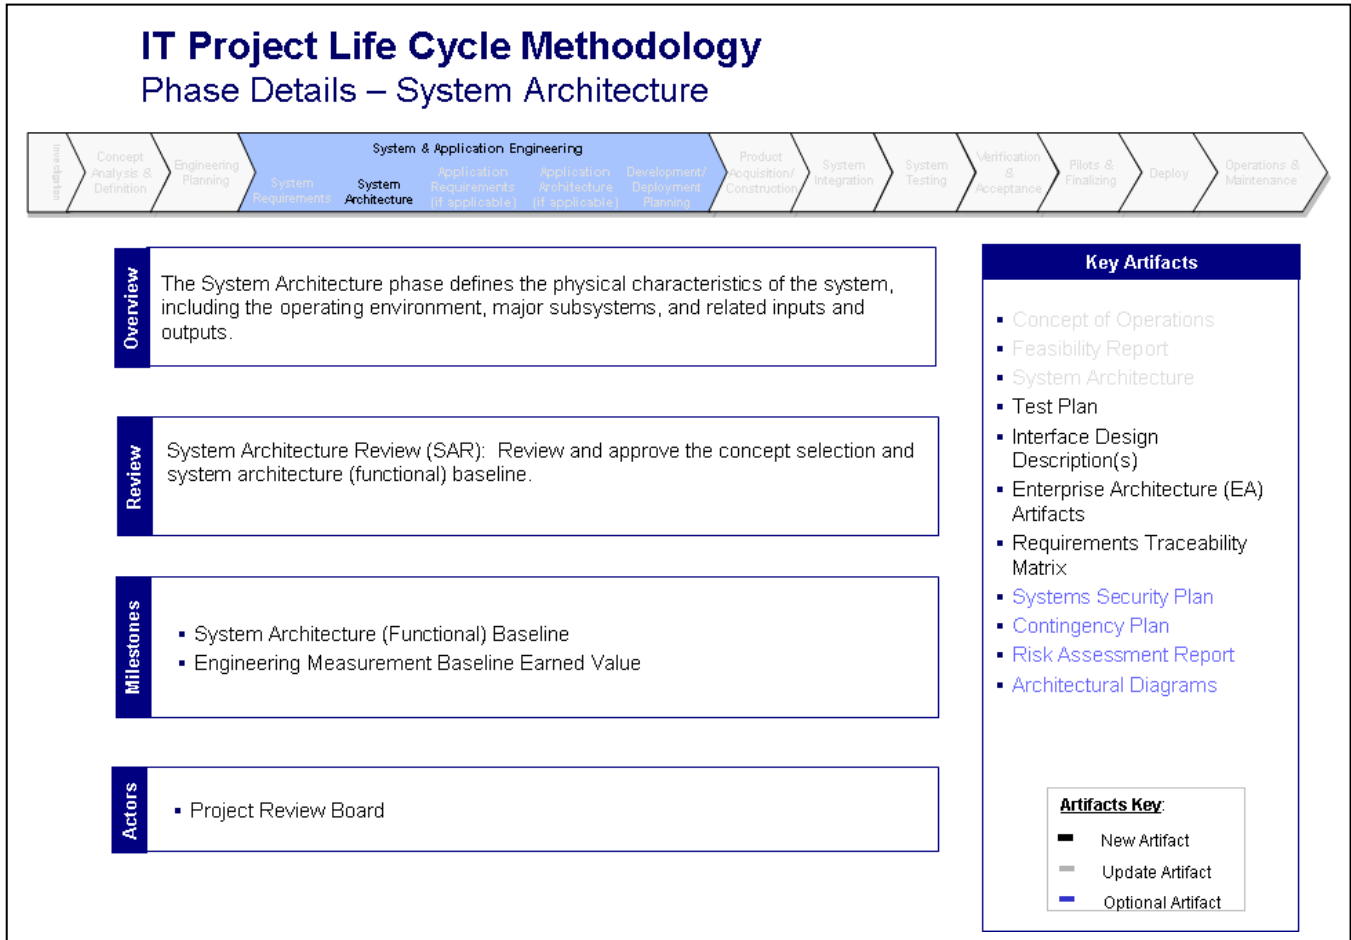 IT Project Life Cycle Methodology
Phase Details – System Architecture
Investigation
Concept
Analysis &
Definition
Engineering
Planning
System & Application Engineering
System
Requirements
System
Architecture
Application
Requirements
(if applicable)
Application
Architecture
(if applicable)
Development/
Deployment
Planning
Product
Acquisition/
Construction
System
Integration
System
Testing
Verification
&
Acceptance
Pilots &
Finalizing
Deploy
Operations &
Maintenance
Overview
The System Architecture phase defines the physical characteristics of the system,
including the operating environment, major subsystems, and related inputs and
outputs.
Review
System Architecture Review (SAR): Review and approve the concept selection and
system architecture (functional) baseline.
Milestones
▪ System Architecture (Functional) Baseline
▪ Engineering Measurement Baseline Earned Value
Actors
▪ Project Review Board
Key Artifacts
▪ Concept of Operations
▪ Feasibility Report
▪ System Architecture
▪ Test Plan
▪ Interface Design
Description(s)
▪ Enterprise Architecture (EA)
Artifacts
▪ Requirements Traceability
Matrix
▪ Systems Security Plan
▪ Contingency Plan
▪ Risk Assessment Report
▪ Architectural Diagrams
Artifacts Key:
New Artifact
Update Artifact
Optional Artifact